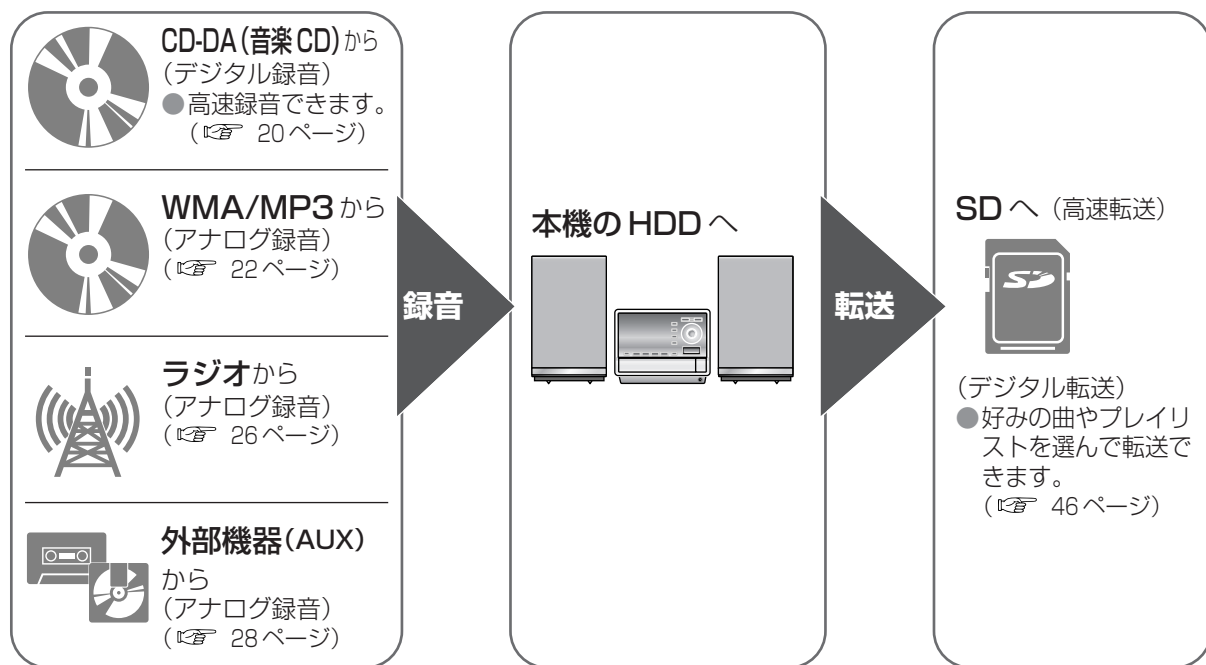 CD-DA(音楽CD)から
(デジタル録音)
●高速録音できます。
(☞ 20ページ)
WMA/MP3から
(アナログ録音)
(☞ 22ページ)
ラジオから
(アナログ録音)
(☞ 26ページ)
外部機器(AUX)
から
(アナログ録音)
(☞ 28ページ)
録音
本機のHDDへ
転送
SDへ(高速転送)
SD
(デジタル転送)
●好みの曲やプレイリ
ストを選んで転送で
きます。
(☞ 46ページ)